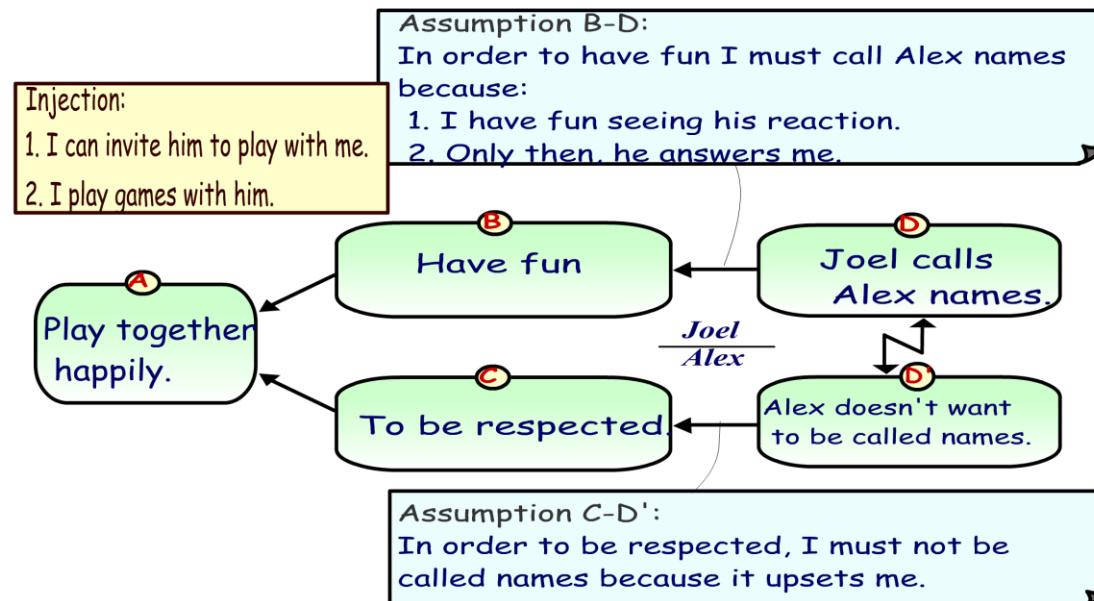 Assumption B-D:
In order to have fun I must call Alex names
because:
1. I have fun seeing his reaction.
2. Only then, he answers me.
Injection:
1. I can invite him to play with me.
2. I play games with him.
B
Have fun
D
Joel calls
Alex names.
A
Play together
happily.
Joel
Alex
C
To be respected.
D'
Alex doesn't want
to be called names.
Assumption C-D':
In order to be respected, I must not be
called names because it upsets me.